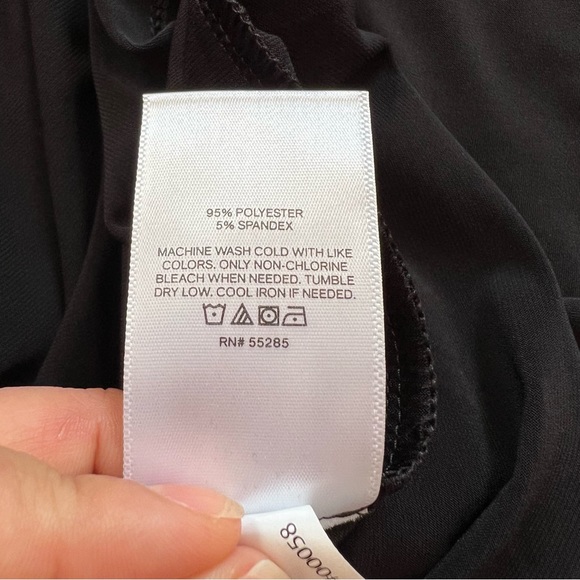 95% POLYESTER
5% SPANDEX
MACHINE WASH COLD WITH LIKE
COLORS. ONLY NON-CHLORINE
BLEACH WHEN NEEDED. TUMBLE
DRY LOW. COOL IRON IF NEEDED.
RN# 55285
#00058